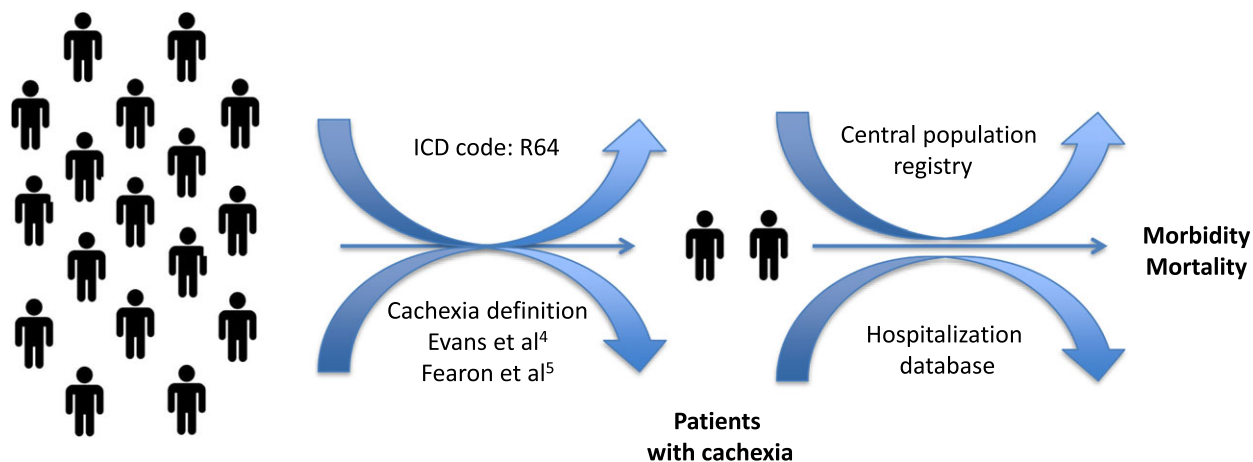 ICD code: R64
Cachexia definition
Evans et al⁴
Fearon et al⁵
Patients
with cachexia
Central population
registry
Hospitalization
database
Morbidity
Mortality